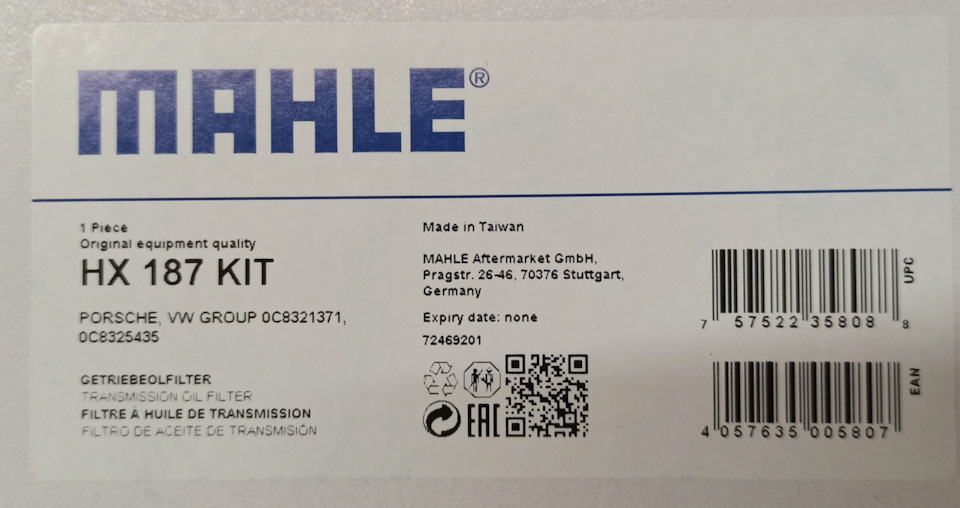 MAHLE®
1 Piece
Original equipment quality
HX 187 KIT
PORSCHE, VW GROUP 0C8321371,
0C8325435
GETRIEBEOLFILTER
TRANSMISSION OIL FILTER
FILTRE À HUILE DE TRANSMISSION
FILTRO DE ACEITE DE TRANSMISIÓN
Made in Taiwan
MAHLE Aftermarket GmbH,
Pragstr. 26-46, 70376 Stuttgart,
Germany
Expiry date: none
72469201
EAC
UPC
7 57522 35808 8
EAN
4 057635 005807